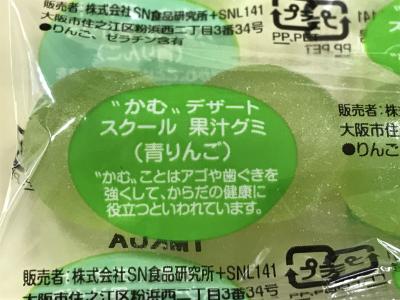 販売者:株式会社SN食品研究所+SNL141
大阪市住之江区粉浜西二丁目3番34号
●りんご、ゼラチン含有
プラ
PP,PET
"かむ"デザート
スクール 果汁グミ
(青りんご)
"かむ"ことはアゴや歯ぐきを
強くして、からだの健康に
役立つといわれています。
販売者:株式
大阪市住
●りんご
プラ
販売者:株式会社SN食品研究所+SNL141
大阪市住之江区粉浜西二丁目3番34号